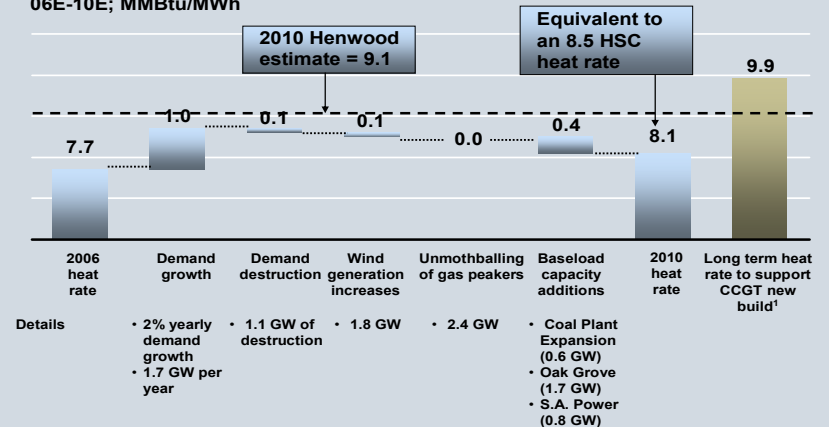 06E-10E; MMBtu/MWh
2010 Henwood
estimate = 9.1
Equivalent to
an 8.5 HSC
heat rate
7.7
1.0
0.1
0.1
0.0
0.4
8.1
9.9
2006
heat
rate
Demand
growth
Demand
destruction
Wind
generation
increases
Unmothballing
of gas peakers
Baseload
capacity
additions
2010
heat
rate
Long term heat
rate to support
CCGT new
build¹
Details
• 2% yearly
demand
growth
• 1.7 GW per
year
• 1.1 GW of
destruction
• 1.8 GW
• 2.4 GW
• Coal Plant
Expansion
(0.6 GW)
• Oak Grove
(1.7 GW)
• S.A. Power
(0.8 GW)